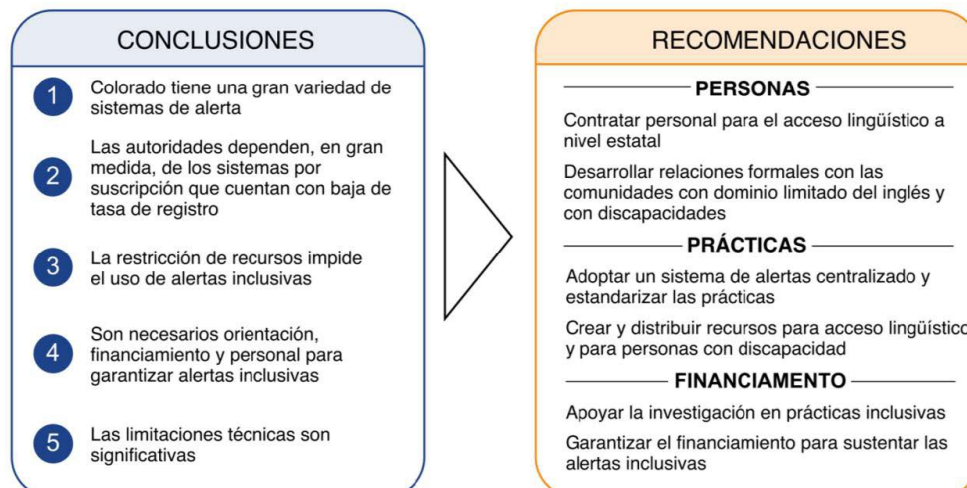 CONCLUSIONES
1
Colorado tiene una gran variedad de
sistemas de alerta
2
Las autoridades dependen, en gran
medida, de los sistemas por
suscripción que cuentan con baja de
tasa de registro
3
La restricción de recursos impide
el uso de alertas inclusivas
4
Son necesarios orientación,
financiamiento y personal para
garantizar alertas inclusivas
5
Las limitaciones técnicas son
significativas
RECOMENDACIONES
PERSONAS
Contratar personal para el acceso lingüístico a
nivel estatal
Desarrollar relaciones formales con las
comunidades con dominio limitado del inglés y
con discapacidades
PRÁCTICAS
Adoptar un sistema de alertas centralizado y
estandarizar las prácticas
Crear y distribuir recursos para acceso lingüístico
y para personas con discapacidad
FINANCIAMENTO
Apoyar la investigación en prácticas inclusivas
Garantizar el financiamiento para sustentar las
alertas inclusivas